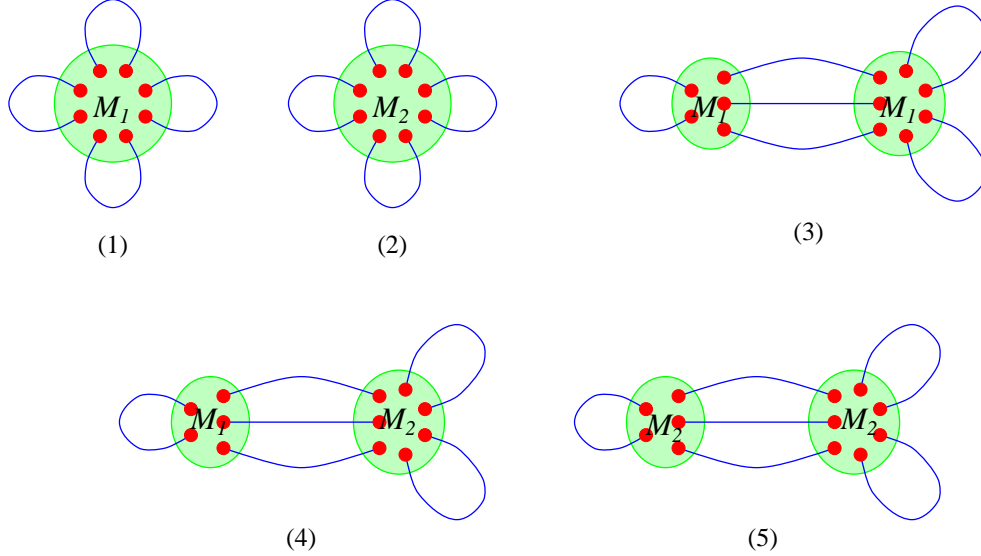 M₁ M₂ M₁ M₁
(1) (2) (3)
M₁ M₂ M₂ M₂
(4) (5)